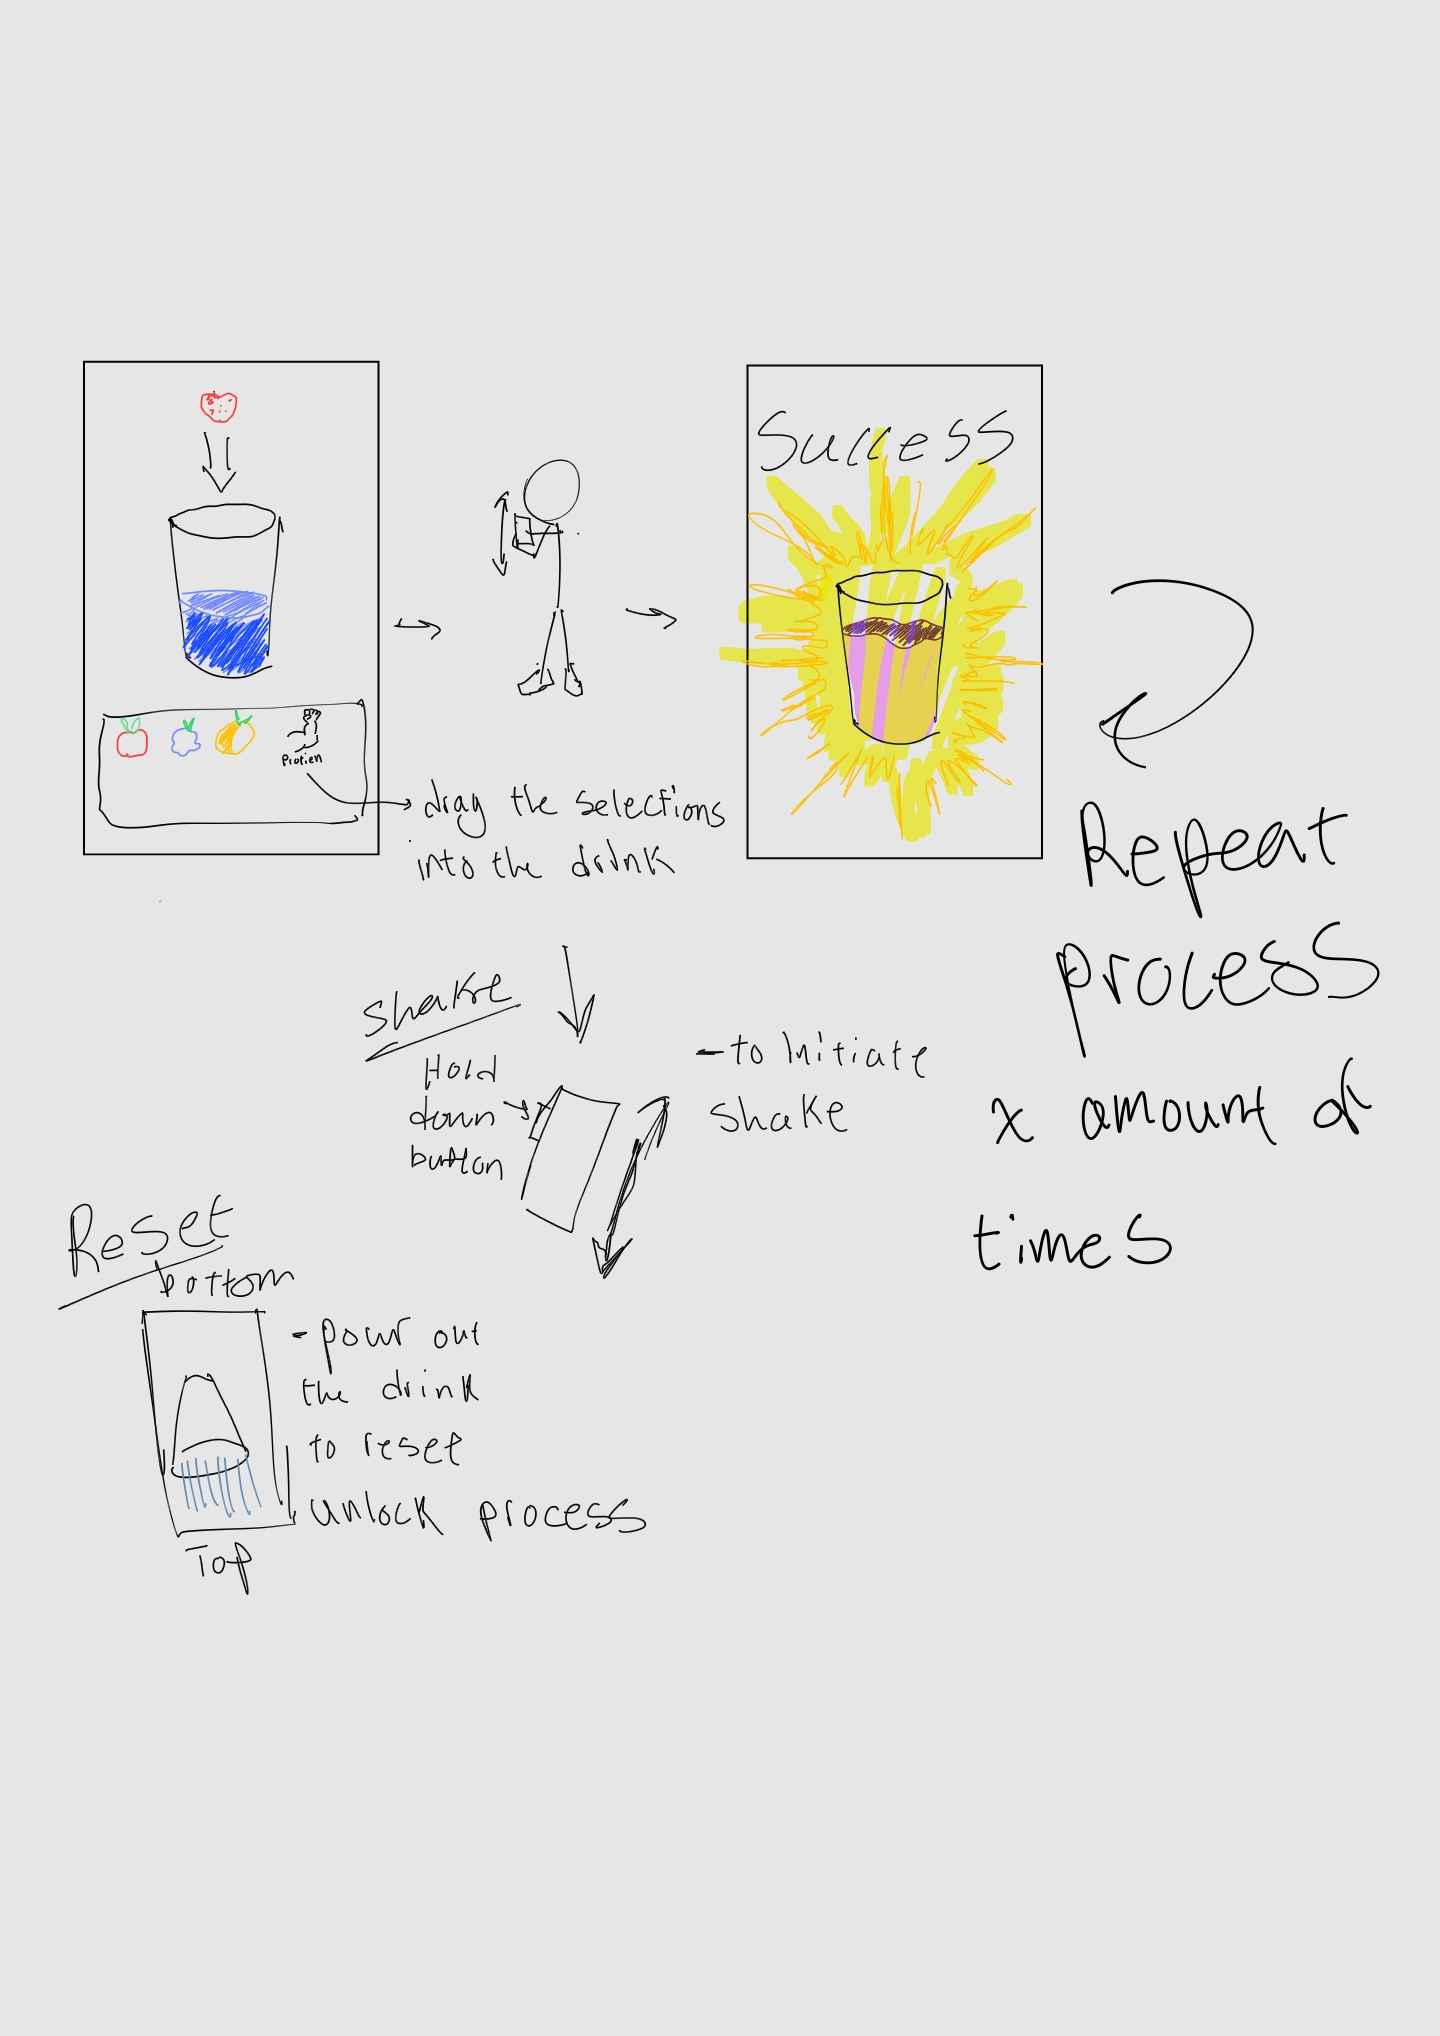 Success
Protien
drag the selections
into the drink
Repeat
process
x amount of
times
shake
Hold
down
button
- to initiate
shake
Reset
bottom
- pour out
the drink
to reset
unlock process
Top